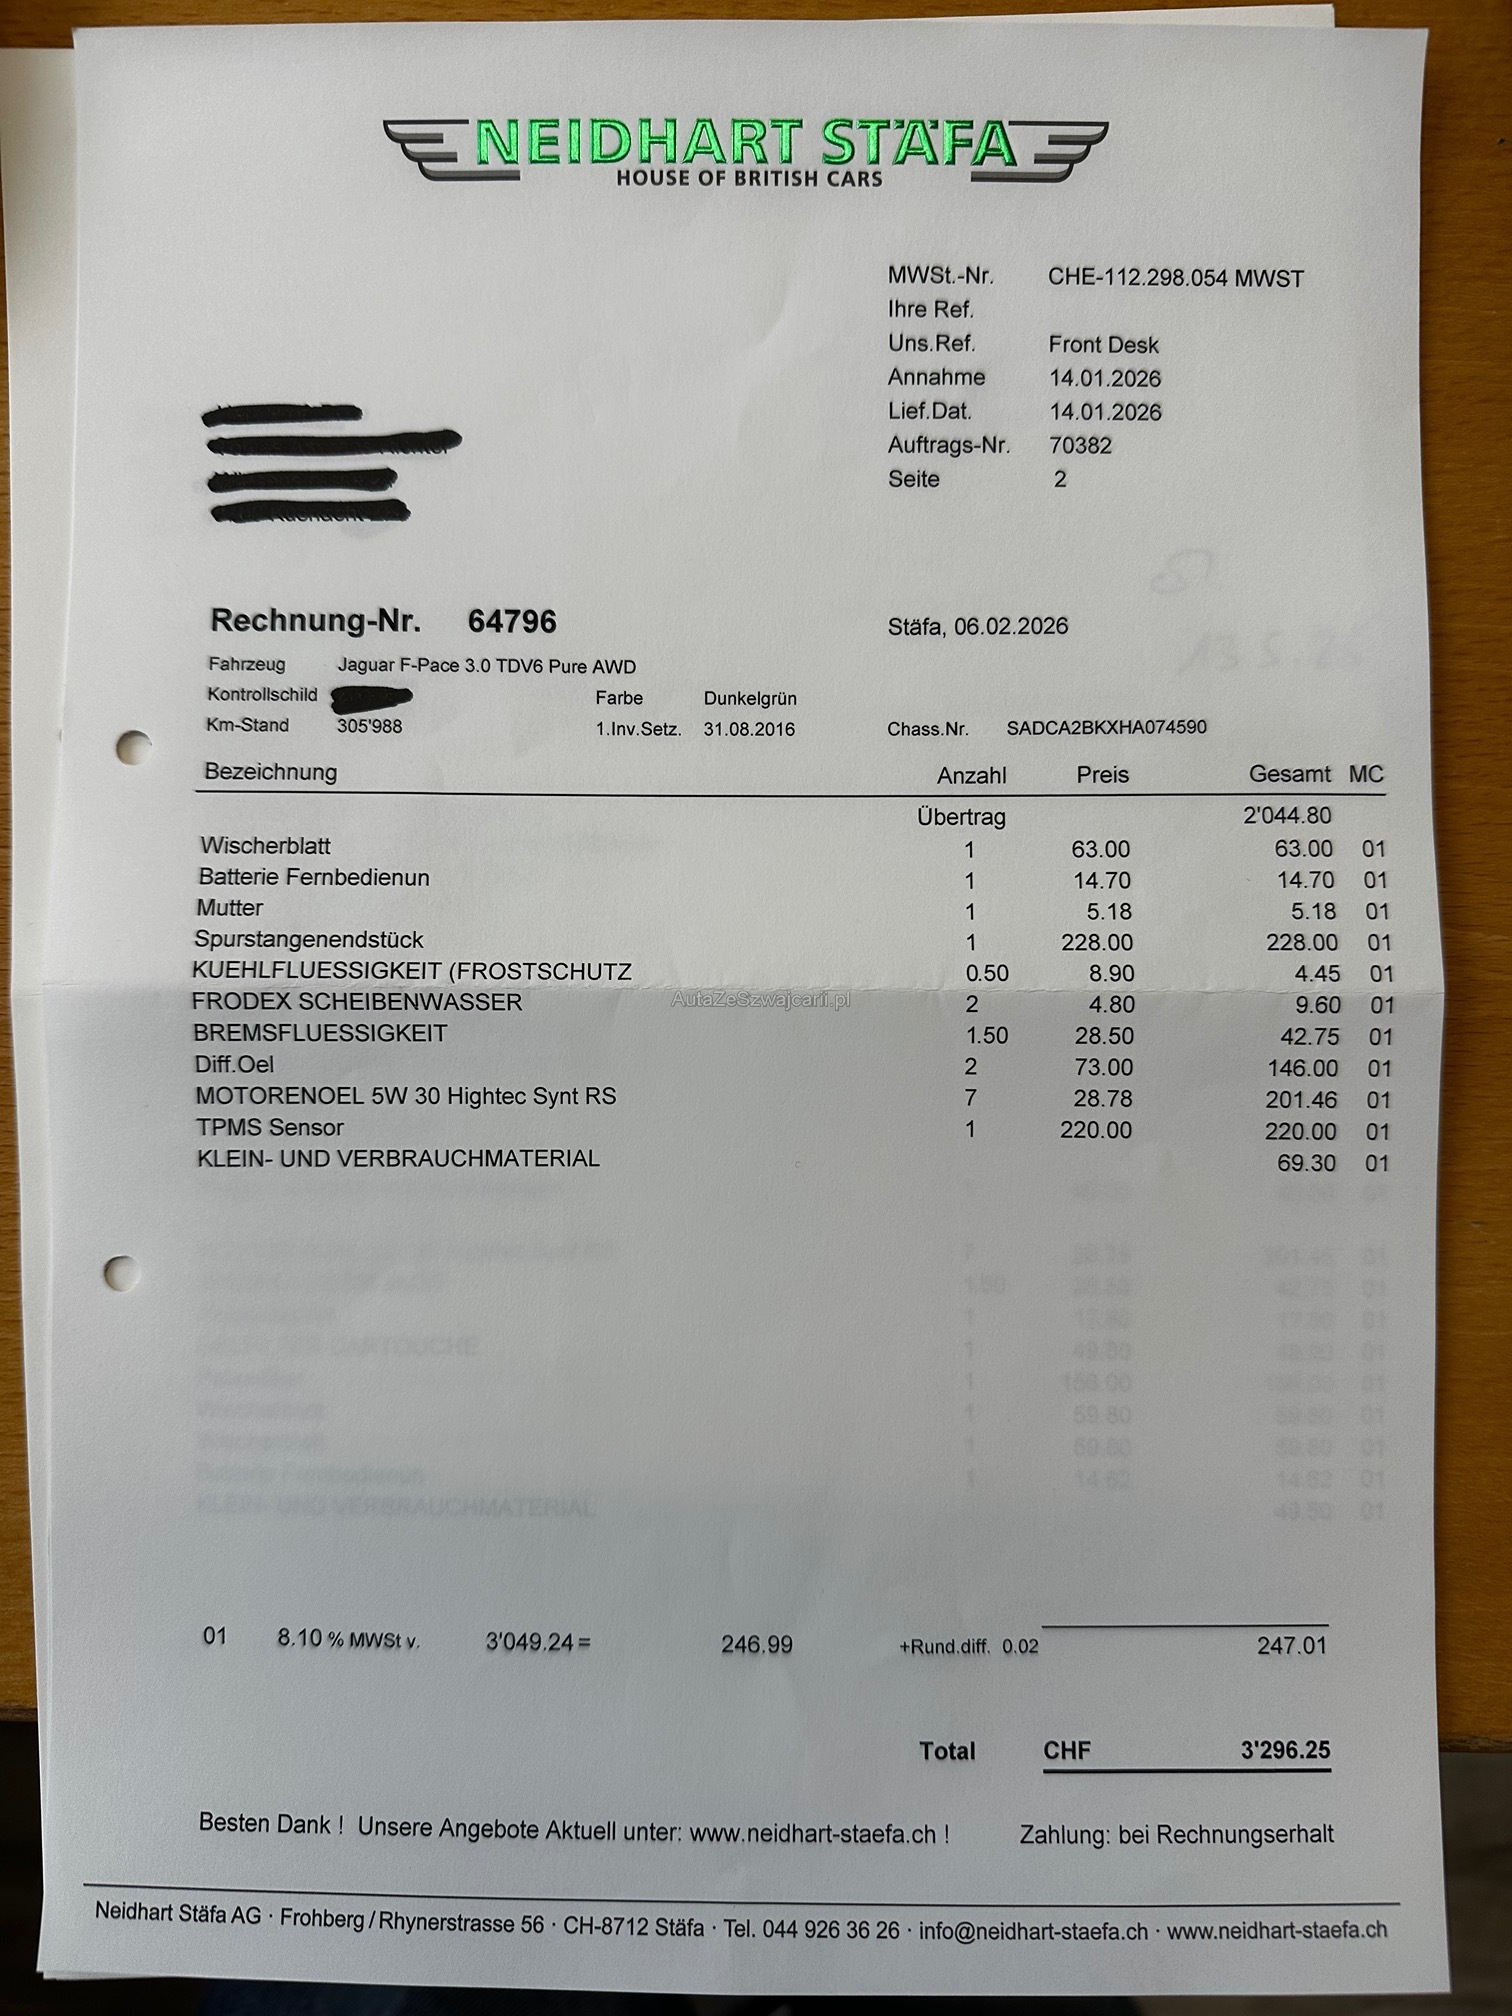 NEIDHART STÄFA
HOUSE OF BRITISH CARS
MWSt.-Nr. CHE-112.298.054 MWST
Ihre Ref.
Uns.Ref. Front Desk
Annahme 14.01.2026
Lief.Dat. 14.01.2026
Auftrags-Nr. 70382
Seite 2
Rechnung-Nr. 64796 Stäfa, 06.02.2026
Fahrzeug Jaguar F-Pace 3.0 TDV6 Pure AWD
Kontrollschild Farbe Dunkelgrün
Km-Stand 305'988 1.Inv.Setz. 31.08.2016 Chass.Nr. SADCA2BKXHA074590
Bezeichnung Anzahl Preis Gesamt MC
Übertrag 2'044.80
Wischerblatt 1 63.00 63.00 01
Batterie Fernbedienun 1 14.70 14.70 01
Mutter 1 5.18 5.18 01
Spurstangenendstück 1 228.00 228.00 01
KUEHLFLUESSIGKEIT (FROSTSCHUTZ 0.50 8.90 4.45 01
AutaZeSzwajcarii.pl
FRODEX SCHEIBENWASSER 2 4.80 9.60 01
BREMSFLUESSIGKEIT 1.50 28.50 42.75 01
Diff.Oel 2 73.00 146.00 01
MOTORENOEL 5W 30 Hightec Synt RS 7 28.78 201.46 01
TPMS Sensor 1 220.00 220.00 01
KLEIN- UND VERBRAUCHMATERIAL 69.30 01
KLEIN- UND VERBRAUCHMATERIAL 49.50 01
01 8.10 % MWSt v. 3'049.24 = 246.99 +Rund.diff. 0.02 247.01
Total CHF 3'296.25
Besten Dank ! Unsere Angebote Aktuell unter: www.neidhart-staefa.ch ! Zahlung: bei Rechnungserhalt
Neidhart Stäfa AG · Frohberg / Rhynerstrasse 56 · CH-8712 Stäfa · Tel. 044 926 36 26 · info@neidhart-staefa.ch · www.neidhart-staefa.ch